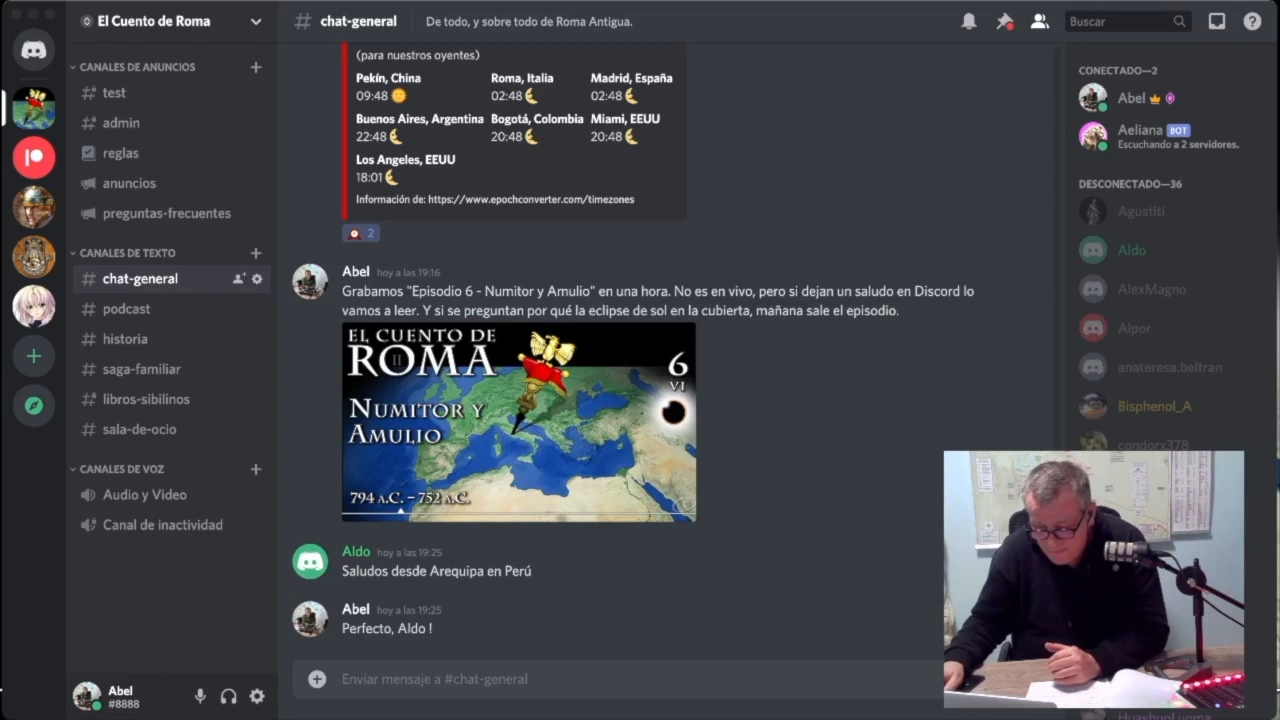 El Cuento de Roma
chat-general
De todo, y sobre todo de Roma Antigua.
Buscar
CANALES DE ANUNCIOS
test
admin
reglas
anuncios
preguntas-frecuentes
CANALES DE TEXTO
chat-general
podcast
historia
saga-familiar
libros-sibilinos
sala-de-ocio
CANALES DE VOZ
Audio y Video
Canal de inactividad
Abel
#8888
(para nuestros oyentes)
Pekín, China Roma, Italia Madrid, España
09:48 02:48 02:48
Buenos Aires, Argentina Bogotá, Colombia Miami, EEUU
22:48 20:48 20:48
Los Angeles, EEUU
18:01
Información de: https://www.epochconverter.com/timezones
2
Abel hoy a las 19:16
Grabamos "Episodio 6 - Numitor y Amulio" en una hora. No es en vivo, pero si dejan un saludo en Discord lo
vamos a leer. Y si se preguntan por qué la eclipse de sol en la cubierta, mañana sale el episodio.
EL CUENTO DE
ROMA
II
6
VI
NUMITOR Y
AMULIO
794 A.C. – 752 A.C.
Aldo hoy a las 19:25
Saludos desde Arequipa en Perú
Abel hoy a las 19:25
Perfecto, Aldo !
Enviar mensaje a #chat-general
CONECTADO—2
Abel
Aeliana BOT
Escuchando a 2 servidores.
DESCONECTADO—36
Agustiti
Aldo
AlexMagno
Alpor
anateresa.beltran
Bisphenol_A
condorx378